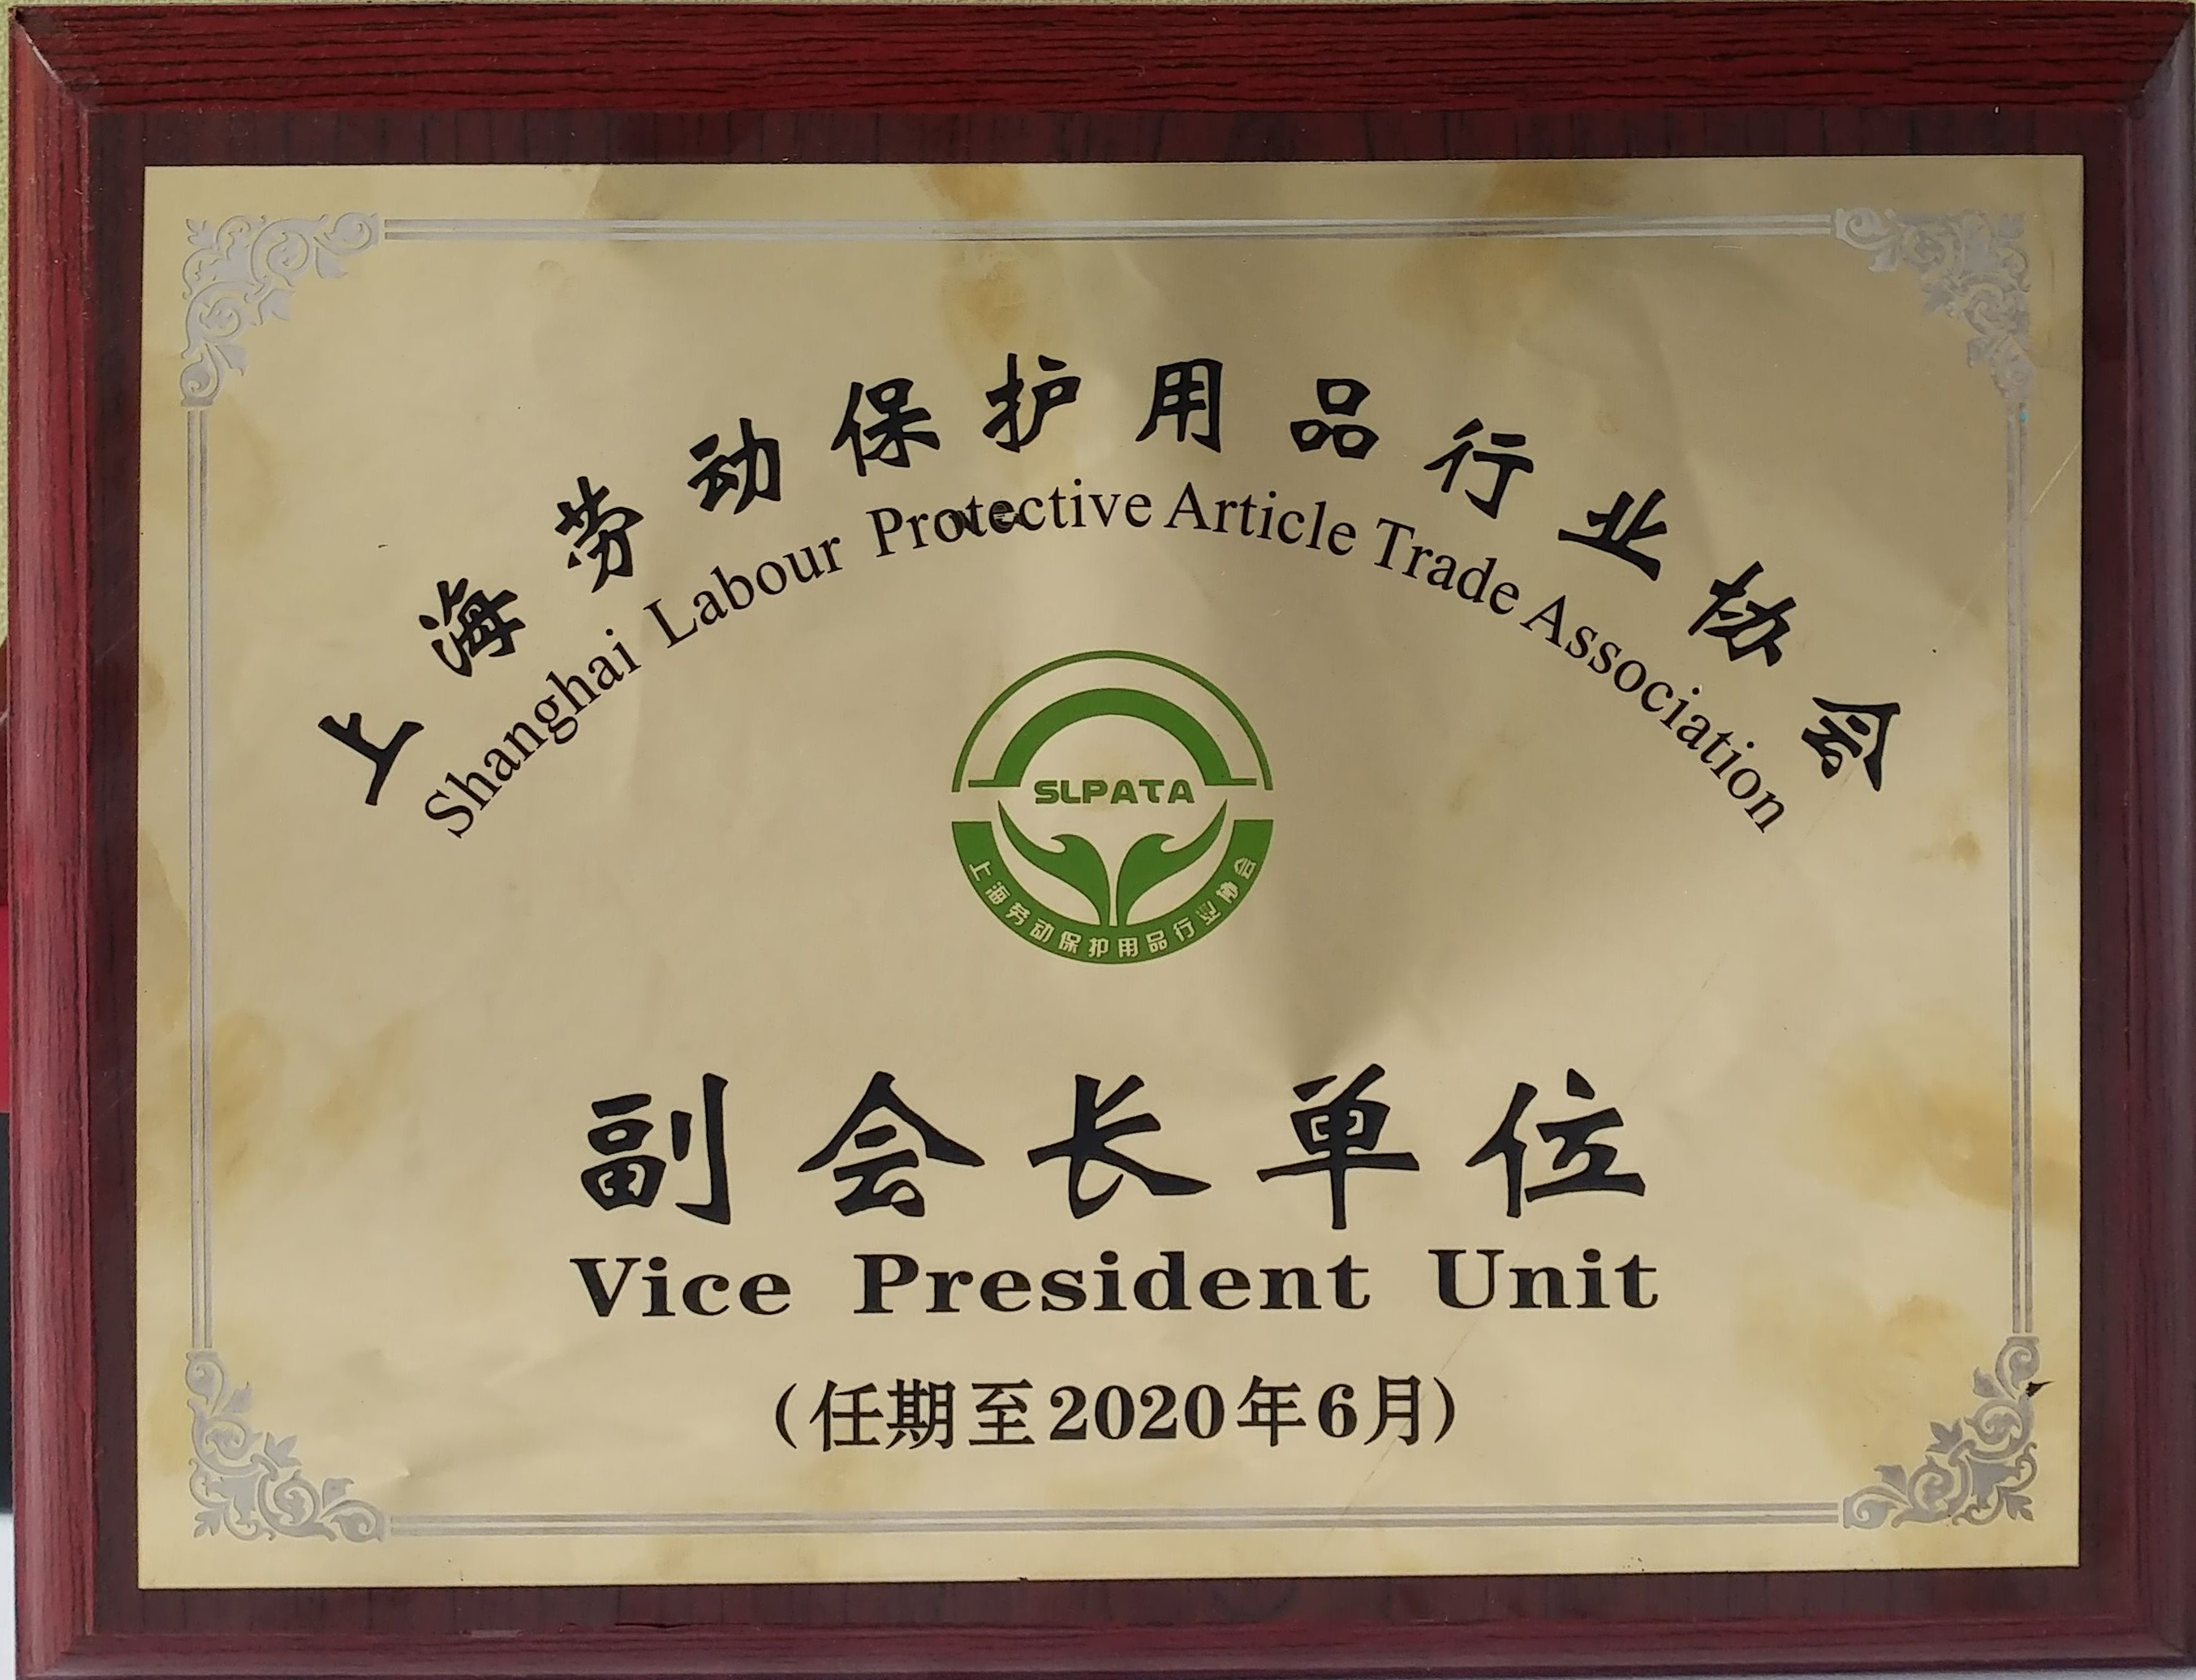 上海劳动保护用品行业协会
Shanghai Labour Protective Article Trade Association
SLPATA
上海劳动保护用品行业协会
副会长单位
Vice President Unit
(任期至2020年6月)